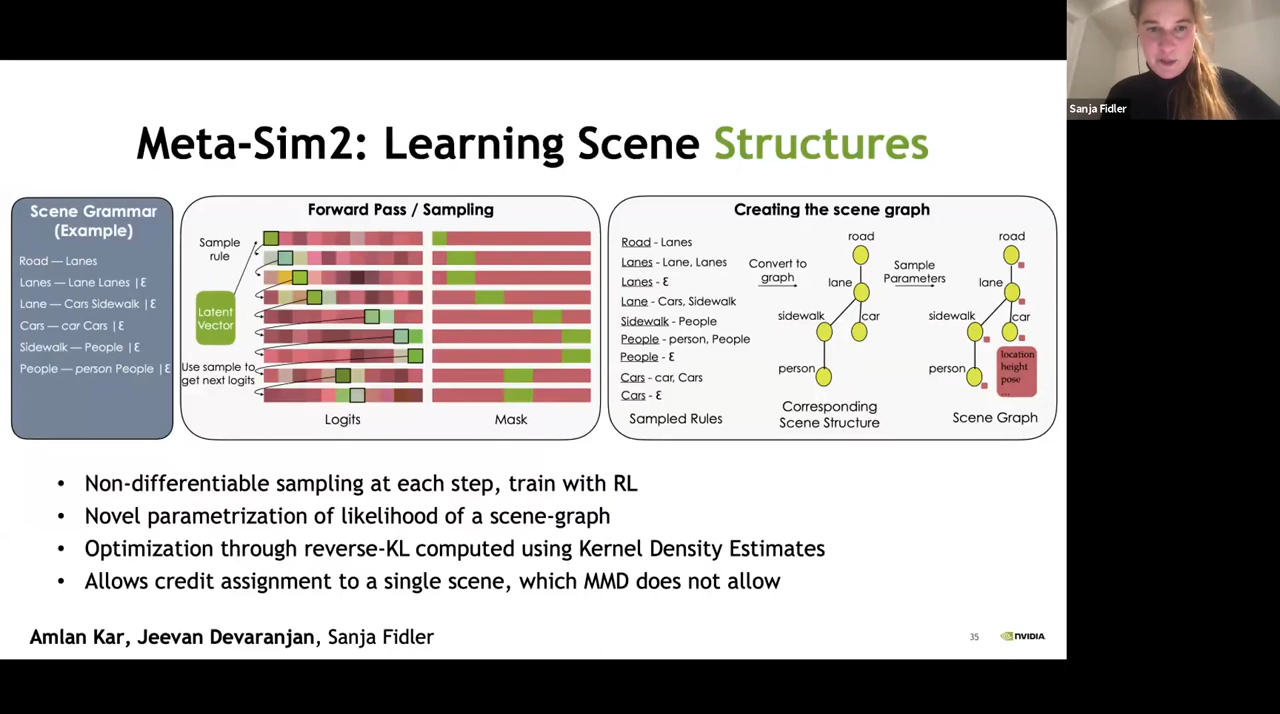 Sanja Fidler
Meta-Sim2: Learning Scene Structures
Scene Grammar
(Example)
Road — Lanes
Lanes — Lane Lanes |Ɛ
Lane — Cars Sidewalk |Ɛ
Cars — car Cars |Ɛ
Sidewalk — People |Ɛ
People — person People |Ɛ
Forward Pass / Sampling
Sample
rule
Latent
Vector
Use sample to
get next logits
Logits
Mask
Creating the scene graph
Road - Lanes
Lanes - Lane, Lanes
Lanes - Ɛ
Lane - Cars, Sidewalk
Sidewalk - People
People - person, People
People - Ɛ
Cars - car, Cars
Cars - Ɛ
Sampled Rules
Convert to
graph
road
lane
sidewalk
car
person
Corresponding
Scene Structure
Sample
Parameters
road
lane
sidewalk
car
person
location
height
pose
...
Scene Graph
• Non-differentiable sampling at each step, train with RL
• Novel parametrization of likelihood of a scene-graph
• Optimization through reverse-KL computed using Kernel Density Estimates
• Allows credit assignment to a single scene, which MMD does not allow
Amlan Kar, Jeevan Devaranjan, Sanja Fidler
35
NVIDIA